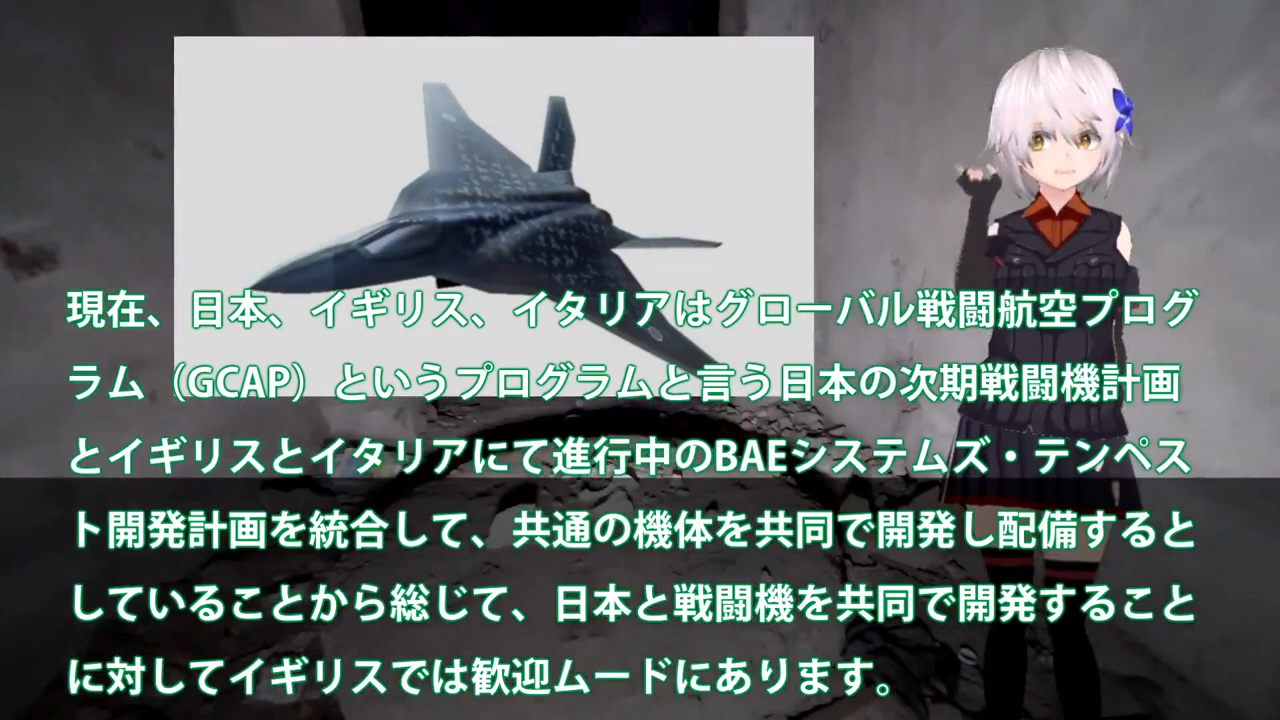 現在、日本、イギリス、イタリアはグローバル戦闘航空プログ
ラム（GCAP）というプログラムと言う日本の次期戦闘機計画
とイギリスとイタリアにて進行中のBAEシステムズ・テンペス
ト開発計画を統合して、共通の機体を共同で開発し配備すると
していることから総じて、日本と戦闘機を共同で開発すること
に対してイギリスでは歓迎ムードにあります。